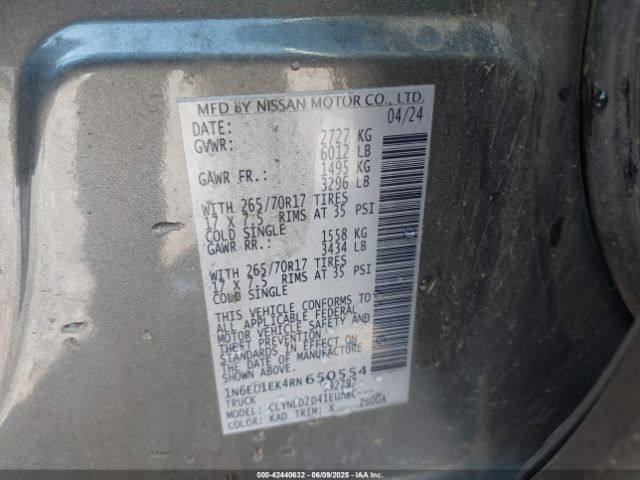 MFD BY NISSAN MOTOR CO., LTD.
DATE: 04/24
GVWR: 2727 KG
6012 LB
GAWR FR.: 1495 KG
3296 LB
WITH 265/70R17 TIRES
17 X 7.5 RIMS AT 35 PSI
COLD SINGLE
GAWR RR.: 1558 KG
3434 LB
WITH 265/70R17 TIRES
17 X 7.5 RIMS AT 35 PSI
COLD SINGLE
THIS VEHICLE CONFORMS TO
ALL APPLICABLE FEDERAL
MOTOR VEHICLE SAFETY AND
THEFT PREVENTION
STANDARDS IN EFFECT ON
THE DATE OF MANUFACTURE
SHOWN ABOVE.
1N6ED1EK4RN650554
TRUCK
MODEL:
COLOR: KAD TRIM: X
000-42440632 - 06/09/2025 - IAAI.COM